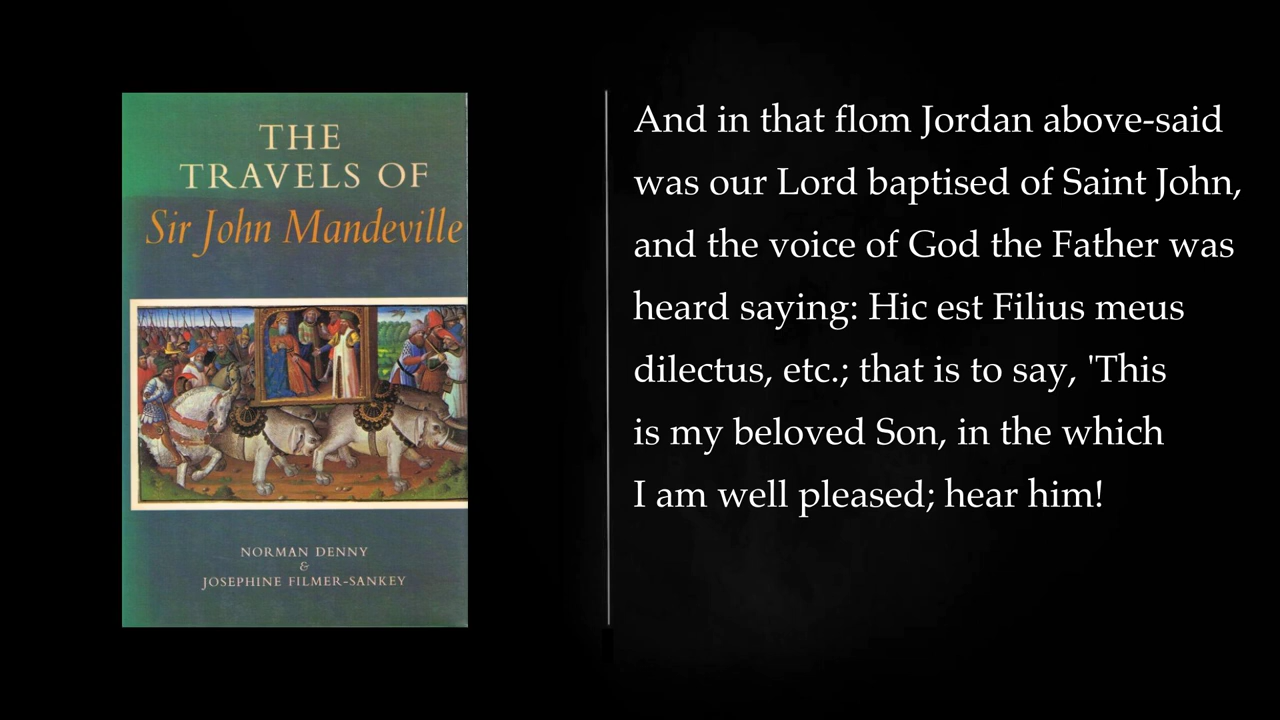 THE
TRAVELS OF
Sir John Mandeville
NORMAN DENNY
&
JOSEPHINE FILMER-SANKEY
And in that flom Jordan above-said
was our Lord baptised of Saint John,
and the voice of God the Father was
heard saying: Hic est Filius meus
dilectus, etc.; that is to say, 'This
is my beloved Son, in the which
I am well pleased; hear him!